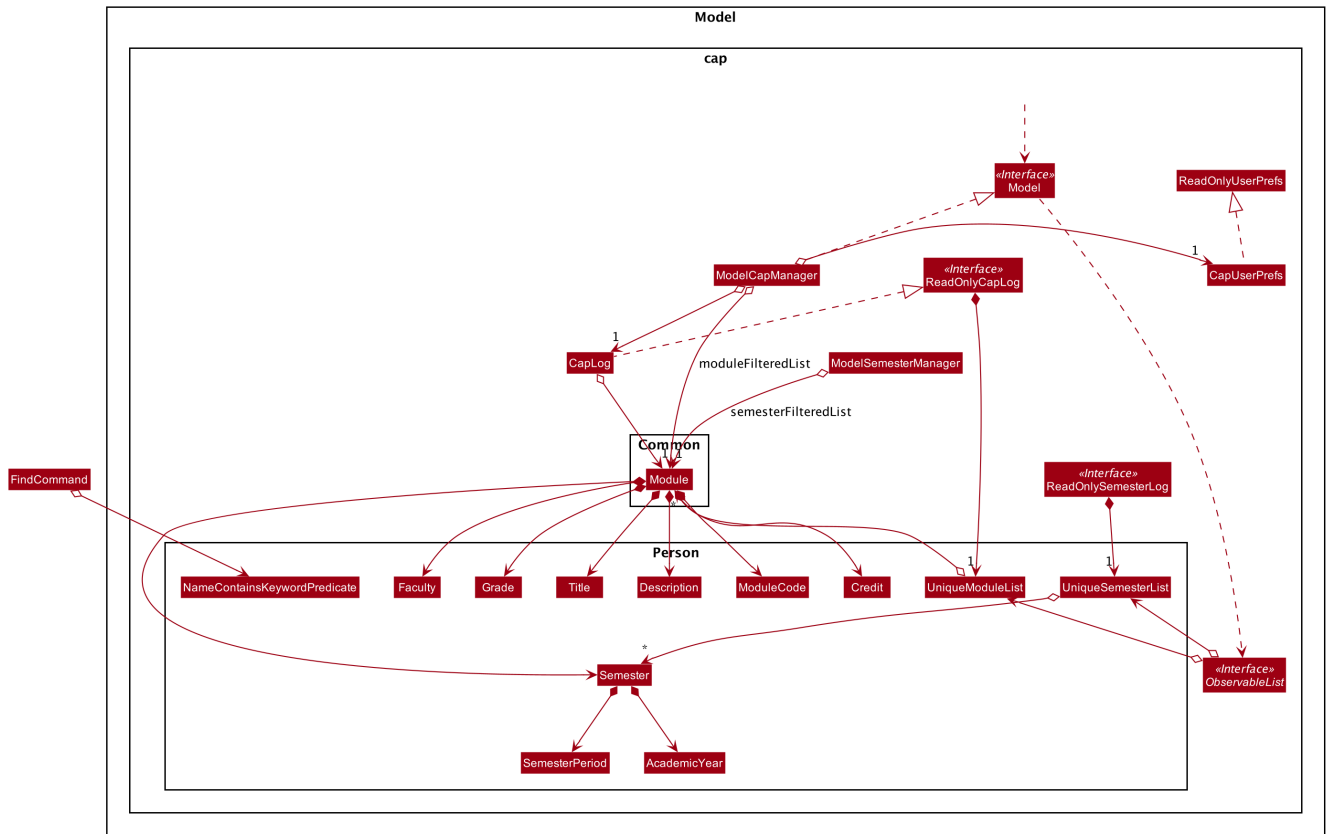 Model
cap
«Interface»
Model
ReadOnlyUserPrefs
1
ModelCapManager
«Interface»
ReadOnlyCapLog
CapUserPrefs
1
CapLog
moduleFilteredList
ModelSemesterManager
semesterFilteredList
Common
1
1
FindCommand
Module
«Interface»
ReadOnlySemesterLog
*
Person
1
1
NameContainsKeywordPredicate
Faculty
Grade
Title
Description
ModuleCode
Credit
UniqueModuleList
UniqueSemesterList
*
Semester
«Interface»
ObservableList
SemesterPeriod
AcademicYear